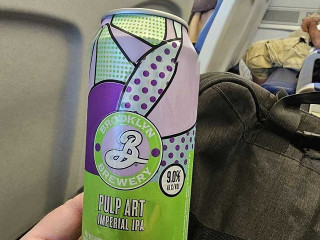 BROOKLYN
B
BREWERY
9.0%
ALC/VOL
PULP ART
IMPERIAL IPA